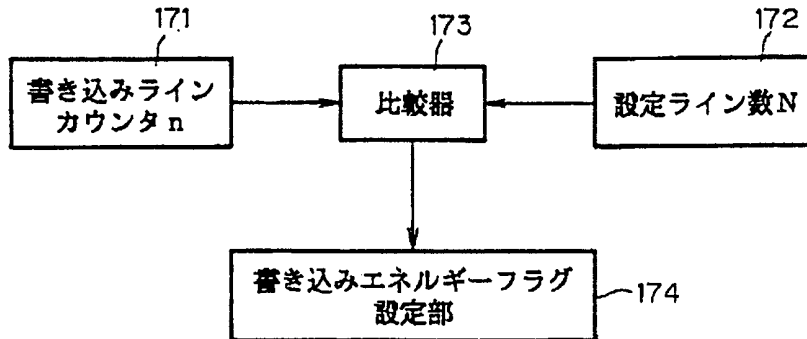 171
173
172
書き込みライン
カウンタn
比較器
設定ライン数N
書き込みエネルギーフラグ
設定部
174